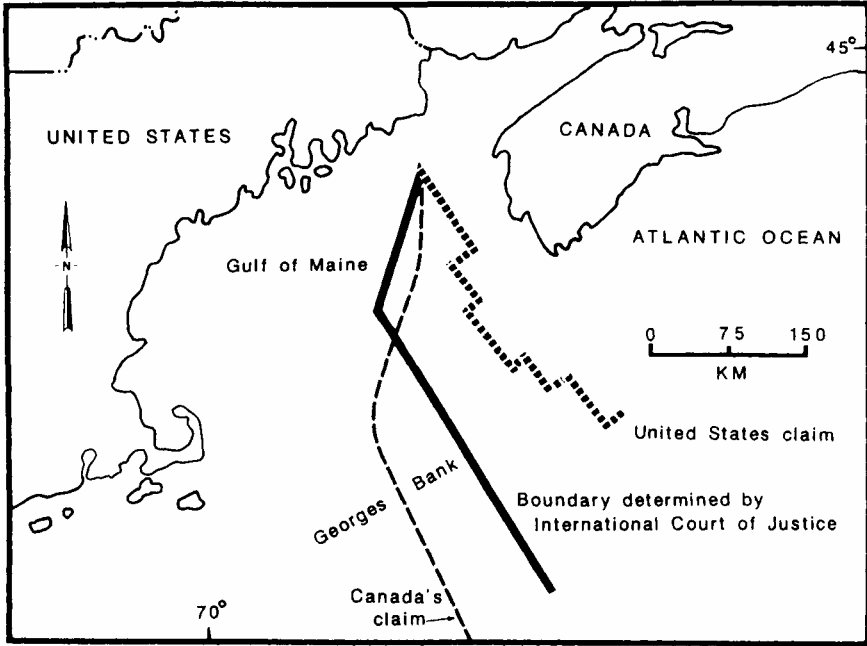 45°
UNITED STATES
CANADA
ATLANTIC OCEAN
N
Gulf of Maine
0 75 150
KM
United States claim
Georges Bank
Boundary determined by
International Court of Justice
Canada's
claim
70°